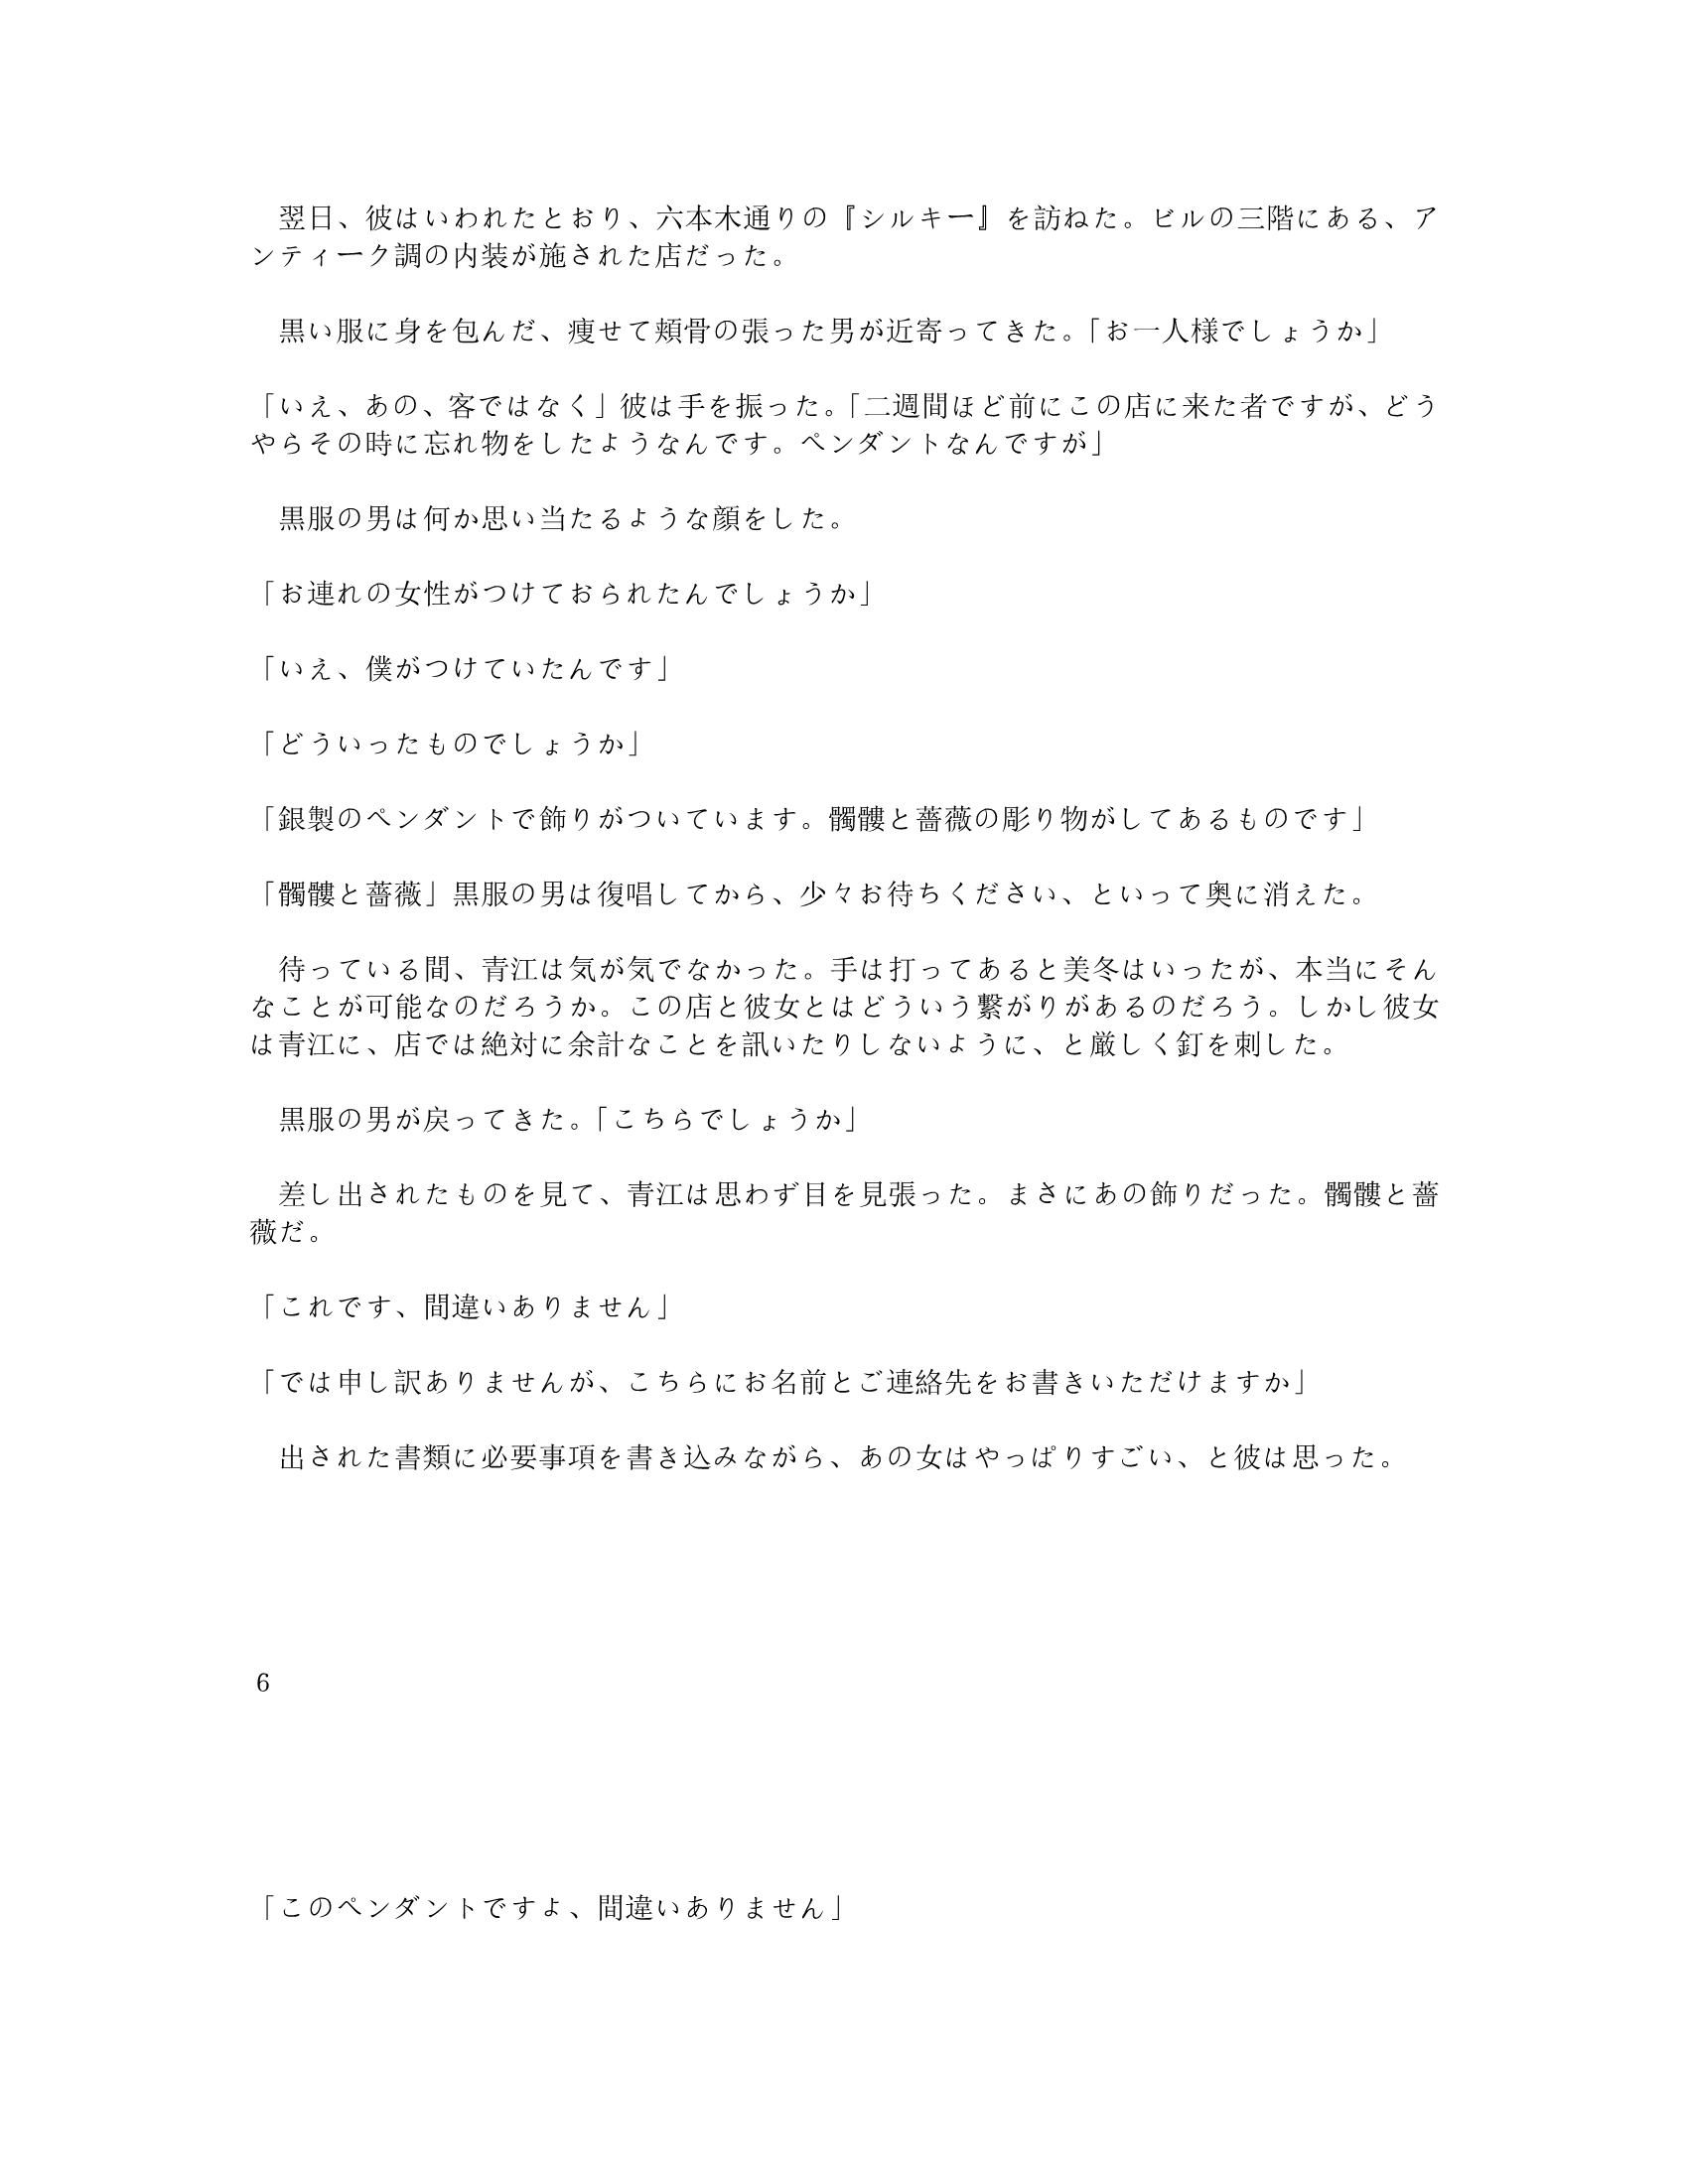 翌日、彼はいわれたとおり、六本木通りの『シルキー』を訪ねた。ビルの三階にある、ア
ンティーク調の内装が施された店だった。
　黒い服に身を包んだ、痩せて頬骨の張った男が近寄ってきた。「お一人様でしょうか」
「いえ、あの、客ではなく」彼は手を振った。「二週間ほど前にこの店に来た者ですが、どう
やらその時に忘れ物をしたようなんです。ペンダントなんですが」
　黒服の男は何か思い当たるような顔をした。
「お連れの女性がつけておられたんでしょうか」
「いえ、僕がつけていたんです」
「どういったものでしょうか」
「銀製のペンダントで飾りがついています。髑髏と薔薇の彫り物がしてあるものです」
「髑髏と薔薇」黒服の男は復唱してから、少々お待ちください、といって奥に消えた。
　待っている間、青江は気が気でなかった。手は打ってあると美冬はいったが、本当にそん
なことが可能なのだろうか。この店と彼女とはどういう繋がりがあるのだろう。しかし彼女
は青江に、店では絶対に余計なことを訊いたりしないように、と厳しく釘を刺した。
　黒服の男が戻ってきた。「こちらでしょうか」
　差し出されたものを見て、青江は思わず目を見張った。まさにあの飾りだった。髑髏と薔
薇だ。
「これです、間違いありません」
「では申し訳ありませんが、こちらにお名前とご連絡先をお書きいただけますか」
　出された書類に必要事項を書き込みながら、あの女はやっぱりすごい、と彼は思った。
6
「このペンダントですよ、間違いありません」